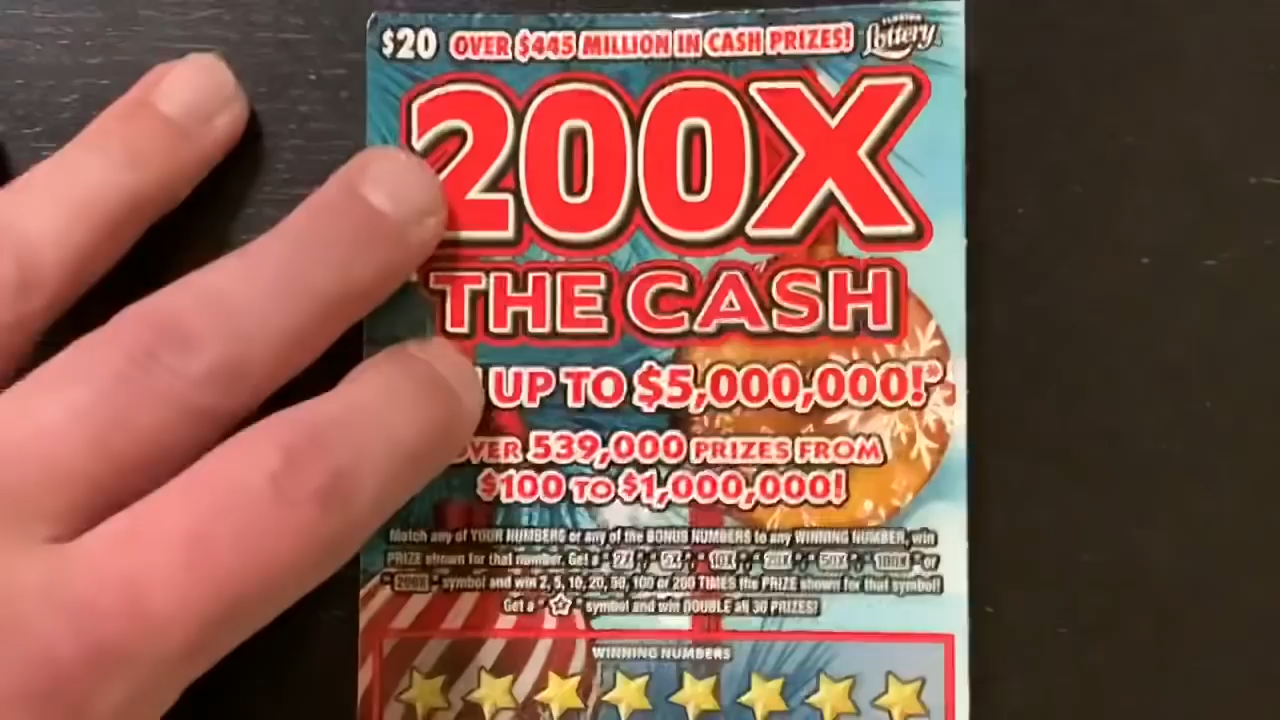 $20 OVER $445 MILLION IN CASH PRIZES! FLORIDA Lottery
200X
THE CASH
UP TO $5,000,000!*
OVER 539,000 PRIZES FROM
$100 TO $1,000,000!
Match any of YOUR NUMBERS or any of the BONUS NUMBERS to any WINNING NUMBER, win
PRIZE shown for that number. Get a "2X", "5X", "10X", "20X", "50X", "100X" or
"200X" symbol and win 2, 5, 10, 20, 50, 100 or 200 TIMES the PRIZE shown for that symbol!
Get a " " symbol and win DOUBLE all 30 PRIZES!
WINNING NUMBERS